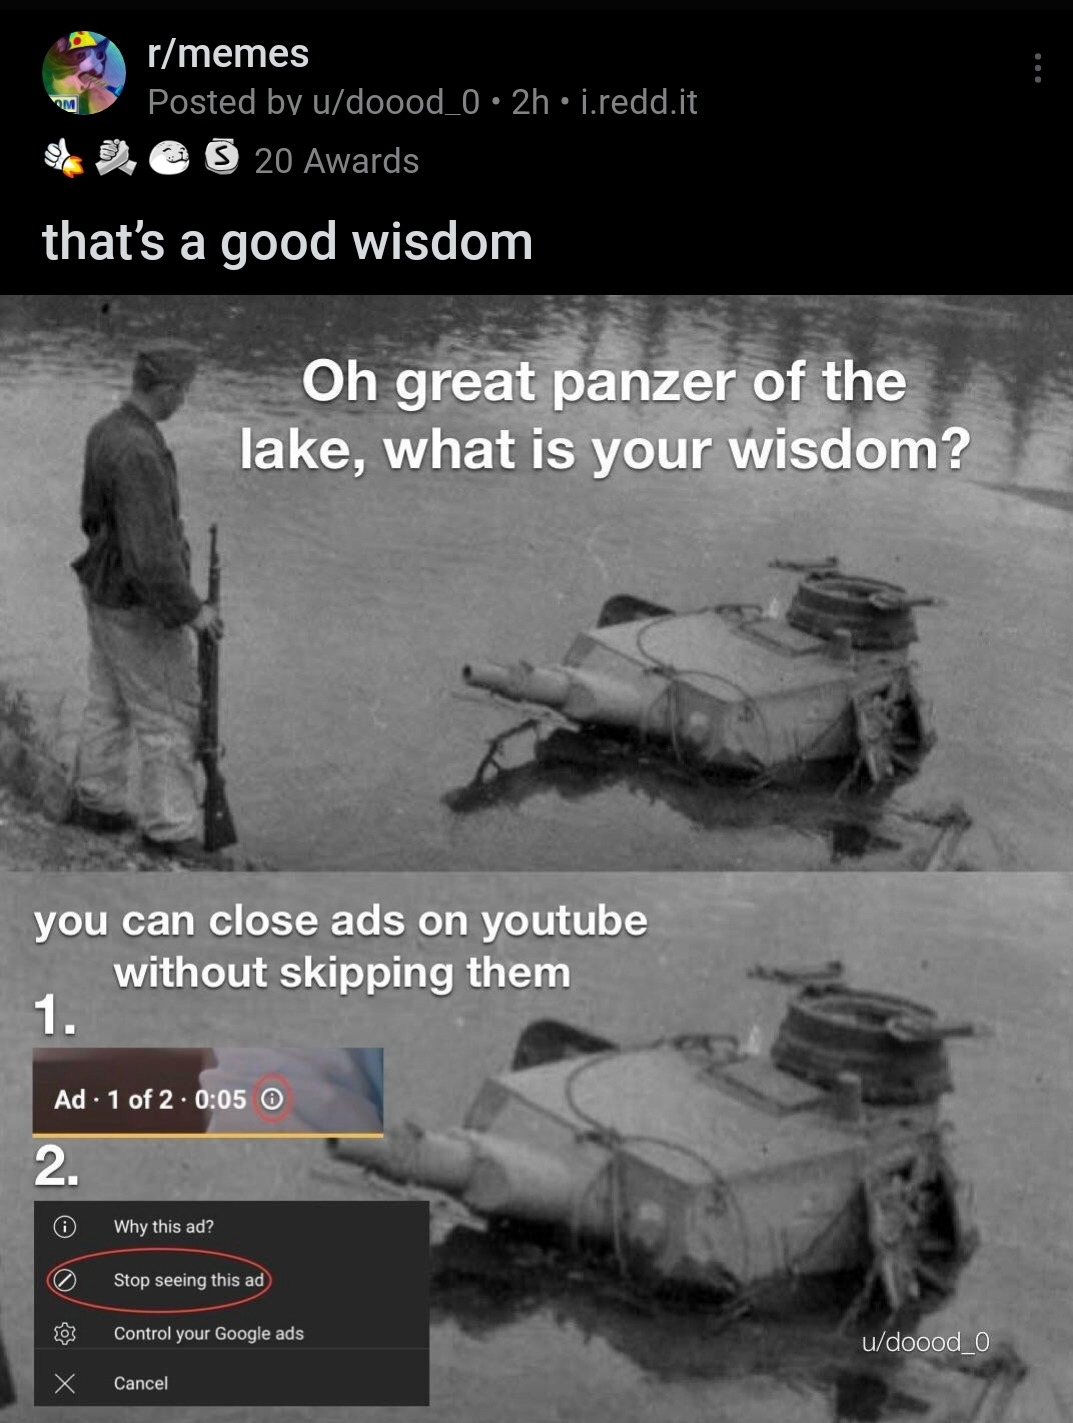 r/memes
Posted by u/doood_0 • 2h • i.redd.it
20 Awards
that's a good wisdom
Oh great panzer of the
lake, what is your wisdom?
you can close ads on youtube
without skipping them
1.
Ad · 1 of 2 · 0:05
2.
Why this ad?
Stop seeing this ad
Control your Google ads
Cancel
u/doood_0